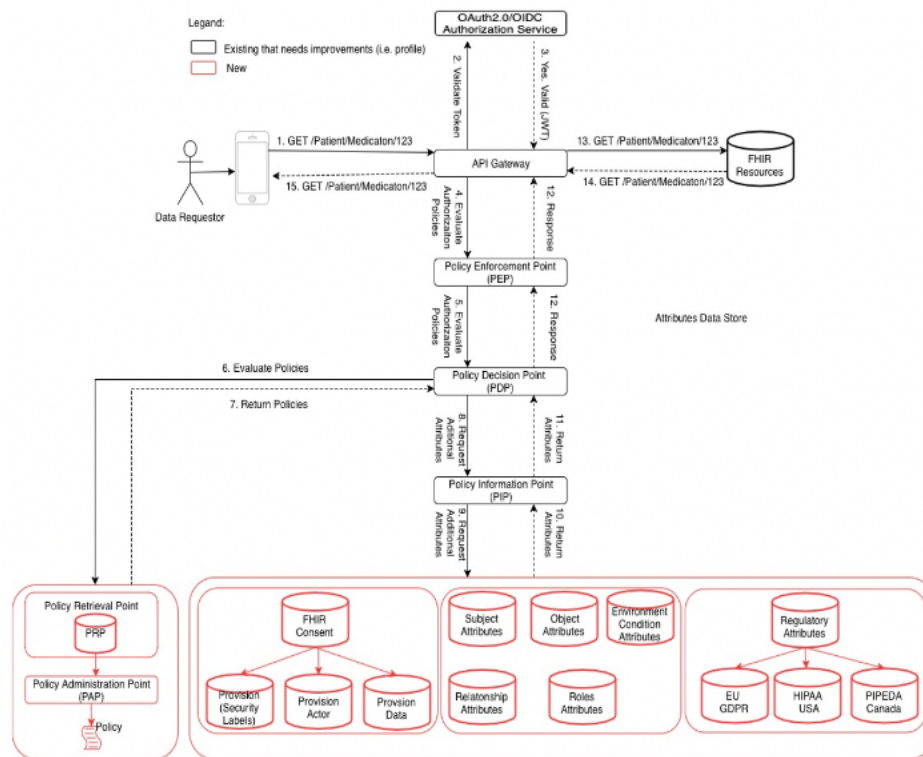 Legand:
Existing that needs improvements (i.e. profile)
New
OAuth2.0/OIDC
Authorization Service
2. Validate Token
3. Yes. Valid (JWT)
1. GET /Patient/Medicaton/123
13. GET /Patient/Medicaton/123
API Gateway
15. GET /Patient/Medicaton/123
14. GET /Patient/Medicaton/123
FHIR
Resources
Data Requestor
4. Evaluate
Authorizaiton
Policies
12. Response
Policy Enforcement Point
(PEP)
5. Evaluate
Authorizaiton
Policies
12. Response
Attributes Data Store
6. Evaluate Policies
Policy Decision Point
(PDP)
7. Return Policies
8. Request
Aditional
Attributes
11. Return
Attributes
Policy Information Point
(PIP)
9. Request
Additional
Attributes
10. Return
Attributes
Policy Retrieval Point
PRP
Policy Administration Point
(PAP)
Policy
FHIR
Consent
Provision
(Security
Labels)
Provision
Actor
Provsion
Data
Subject
Attributes
Object
Attributes
Environment
Condition
Attributes
Relatonship
Attributes
Roles
Attributes
Regulatory
Attributes
EU
GDPR
HIPAA
USA
PIPEDA
Canada